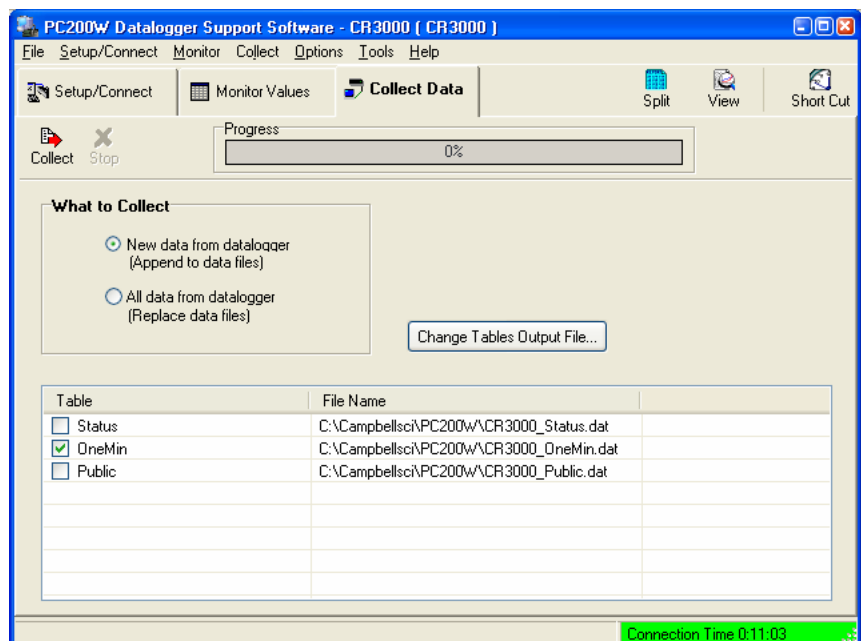 PC200W Datalogger Support Software - CR3000 ( CR3000 )
File Setup/Connect Monitor Collect Options Tools Help
Setup/Connect Monitor Values Collect Data Split View Short Cut
Collect Stop
Progress
0%
What to Collect
New data from datalogger
(Append to data files)
All data from datalogger
(Replace data files)
Change Tables Output File...
Table File Name
Status C:\Campbellsci\PC200W\CR3000_Status.dat
OneMin C:\Campbellsci\PC200W\CR3000_OneMin.dat
Public C:\Campbellsci\PC200W\CR3000_Public.dat
Connection Time 0:11:03